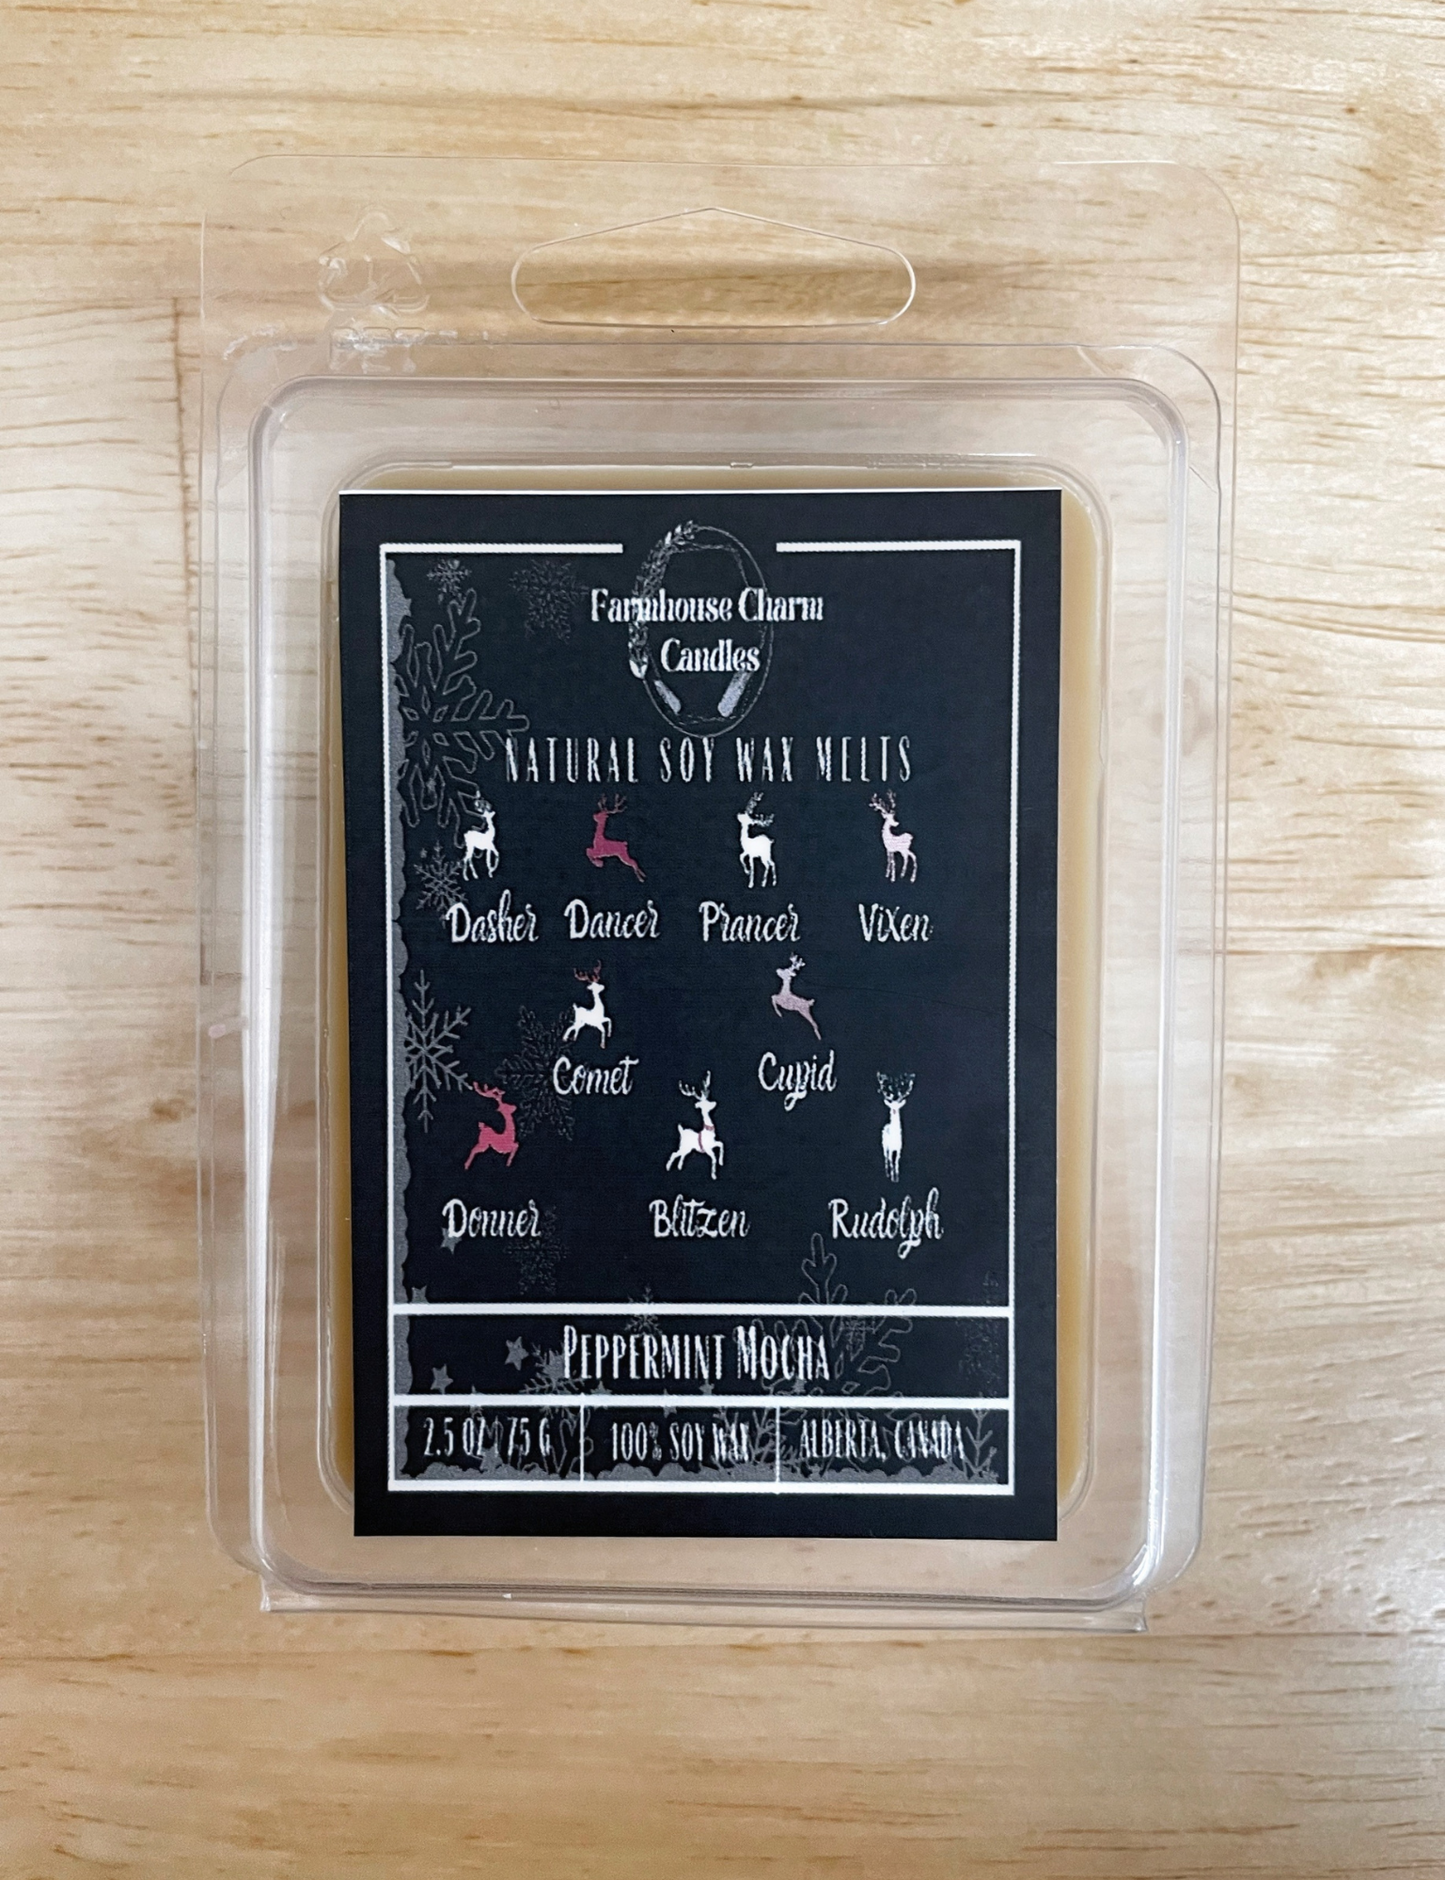 Farmhouse Charm
Candles
NATURAL SOY WAX MELTS
Dasher Dancer Prancer Vixen
Comet Cupid
Donner Blitzen Rudolph
PEPPERMINT MOCHA
2.5 OZ | 75 G 100% SOY WAX ALBERTA, CANADA